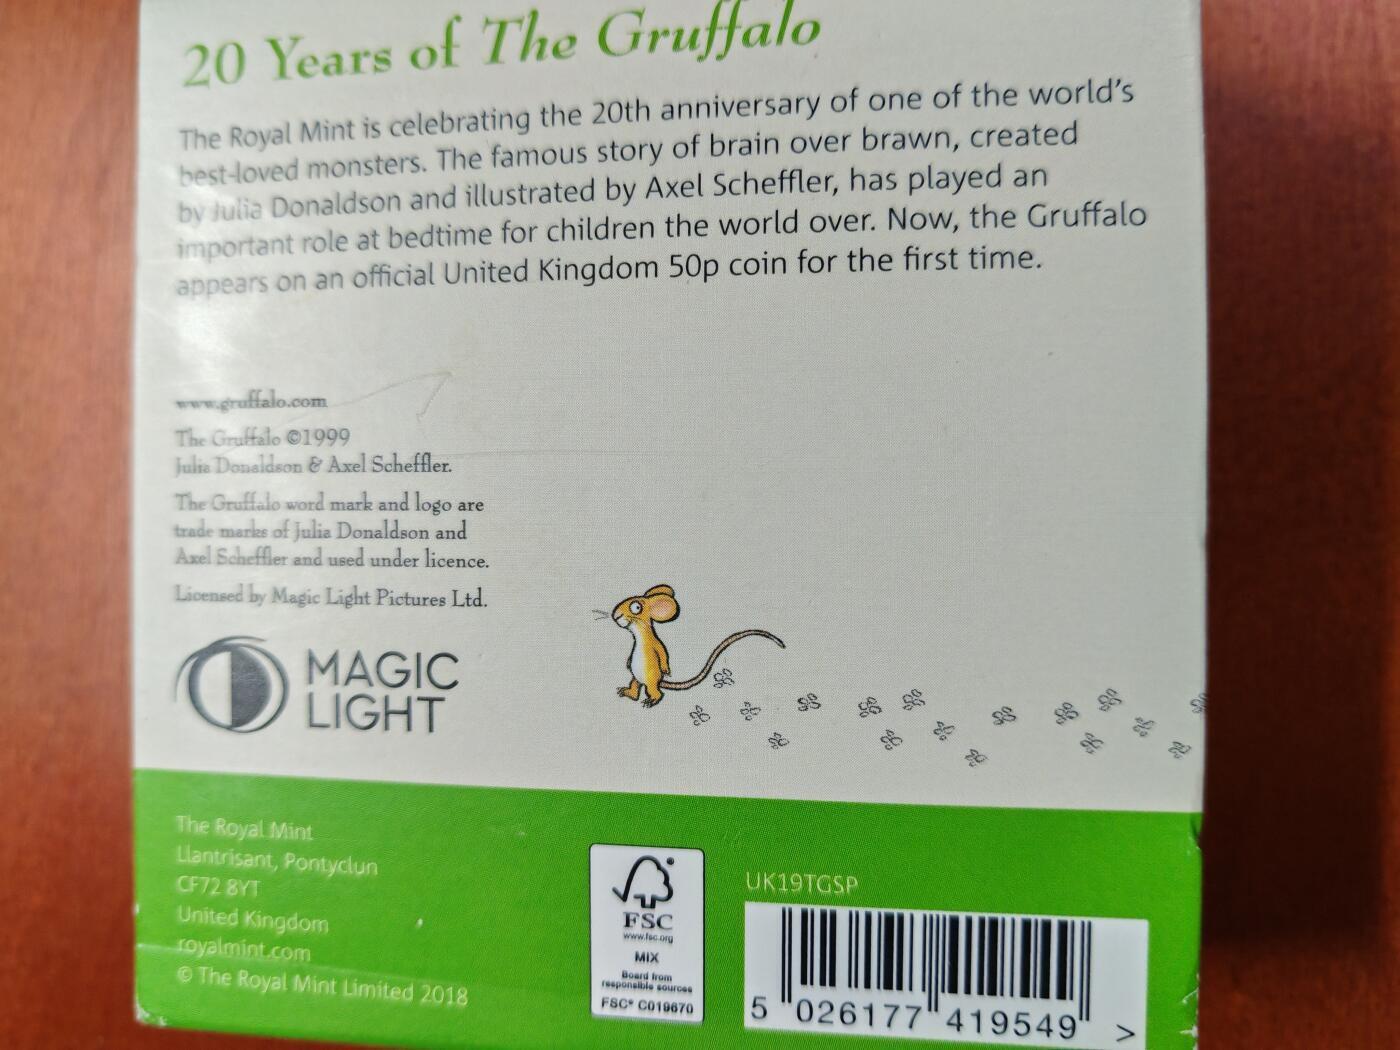 20 Years of The Gruffalo
The Royal Mint is celebrating the 20th anniversary of one of the world's
best-loved monsters. The famous story of brain over brawn, created
by Julia Donaldson and illustrated by Axel Scheffler, has played an
important role at bedtime for children the world over. Now, the Gruffalo
appears on an official United Kingdom 50p coin for the first time.
www.gruffalo.com
The Gruffalo ©1999
Julia Donaldson & Axel Scheffler.
The Gruffalo word mark and logo are
trade marks of Julia Donaldson and
Axel Scheffler and used under licence.
Licensed by Magic Light Pictures Ltd.
MAGIC
LIGHT
The Royal Mint
Llantrisant, Pontyclun
CF72 8YT
United Kingdom
royalmint.com
© The Royal Mint Limited 2018
FSC
www.fsc.org
MIX
Board from
responsible sources
FSC® C019670
UK19TGSP
5 026177 419549 >